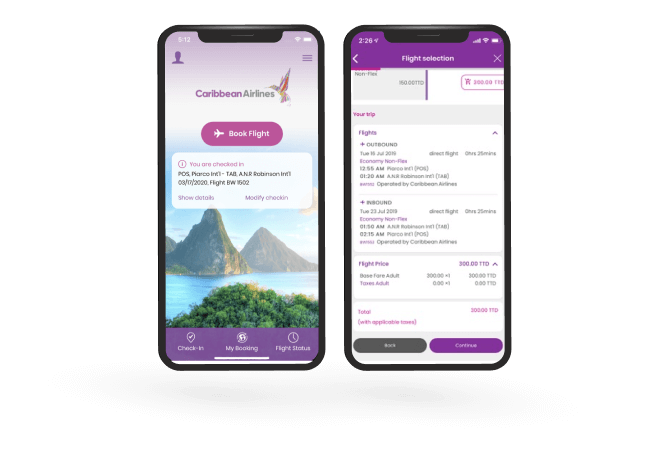 5:12
Caribbean Airlines
Book Flight
You are checked in
POS, Piarco Int'l - TAB, A.N.R Robinson Int'l
03/17/2020, Flight BW 1502
Show details Modify checkin
Check-In My Booking Flight Status
2:26
Flight selection
Non-Flex
150.00TTD
300.00 TTD
Your trip
Flights
OUTBOUND
Tue 16 Jul 2019 direct flight 0hrs 25mins
Economy Non-Flex
12:55 AM Piarco Int'l (POS)
01:20 AM A.N.R Robinson Int'l (TAB)
Operated by Caribbean Airlines
INBOUND
Tue 23 Jul 2019 direct flight 0hrs 25mins
Economy Non-Flex
01:50 AM A.N.R Robinson Int'l (TAB)
02:15 AM Piarco Int'l (POS)
Operated by Caribbean Airlines
Flight Price 300.00 TTD
Base Fare Adult 300.00 ×1 300.00 TTD
Taxes Adult 0.00 ×1 0.00 TTD
Total 300.00 TTD
(with applicable taxes)
Back Continue